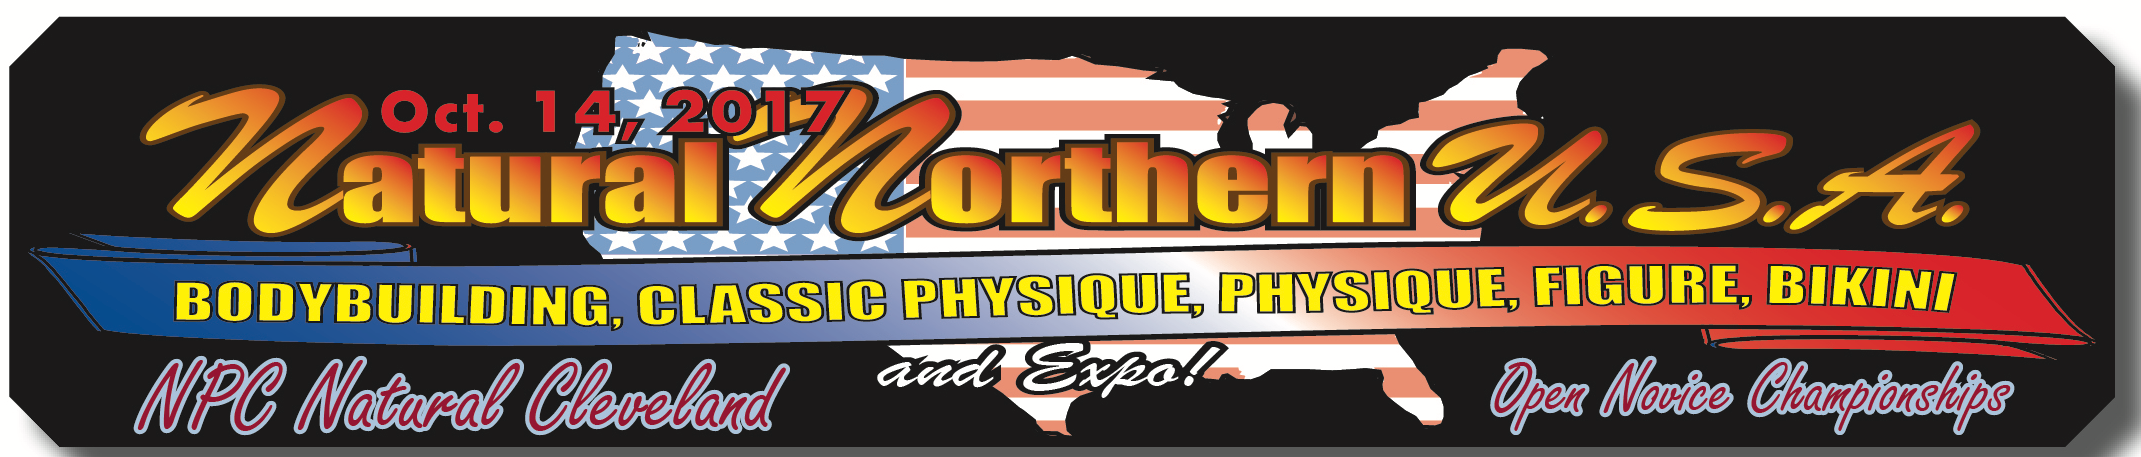 Oct. 14, 2017
Natural Northern U.S.A.
BODYBUILDING, CLASSIC PHYSIQUE, PHYSIQUE, FIGURE, BIKINI
and Expo!
NPC Natural Cleveland
Open Novice Championships